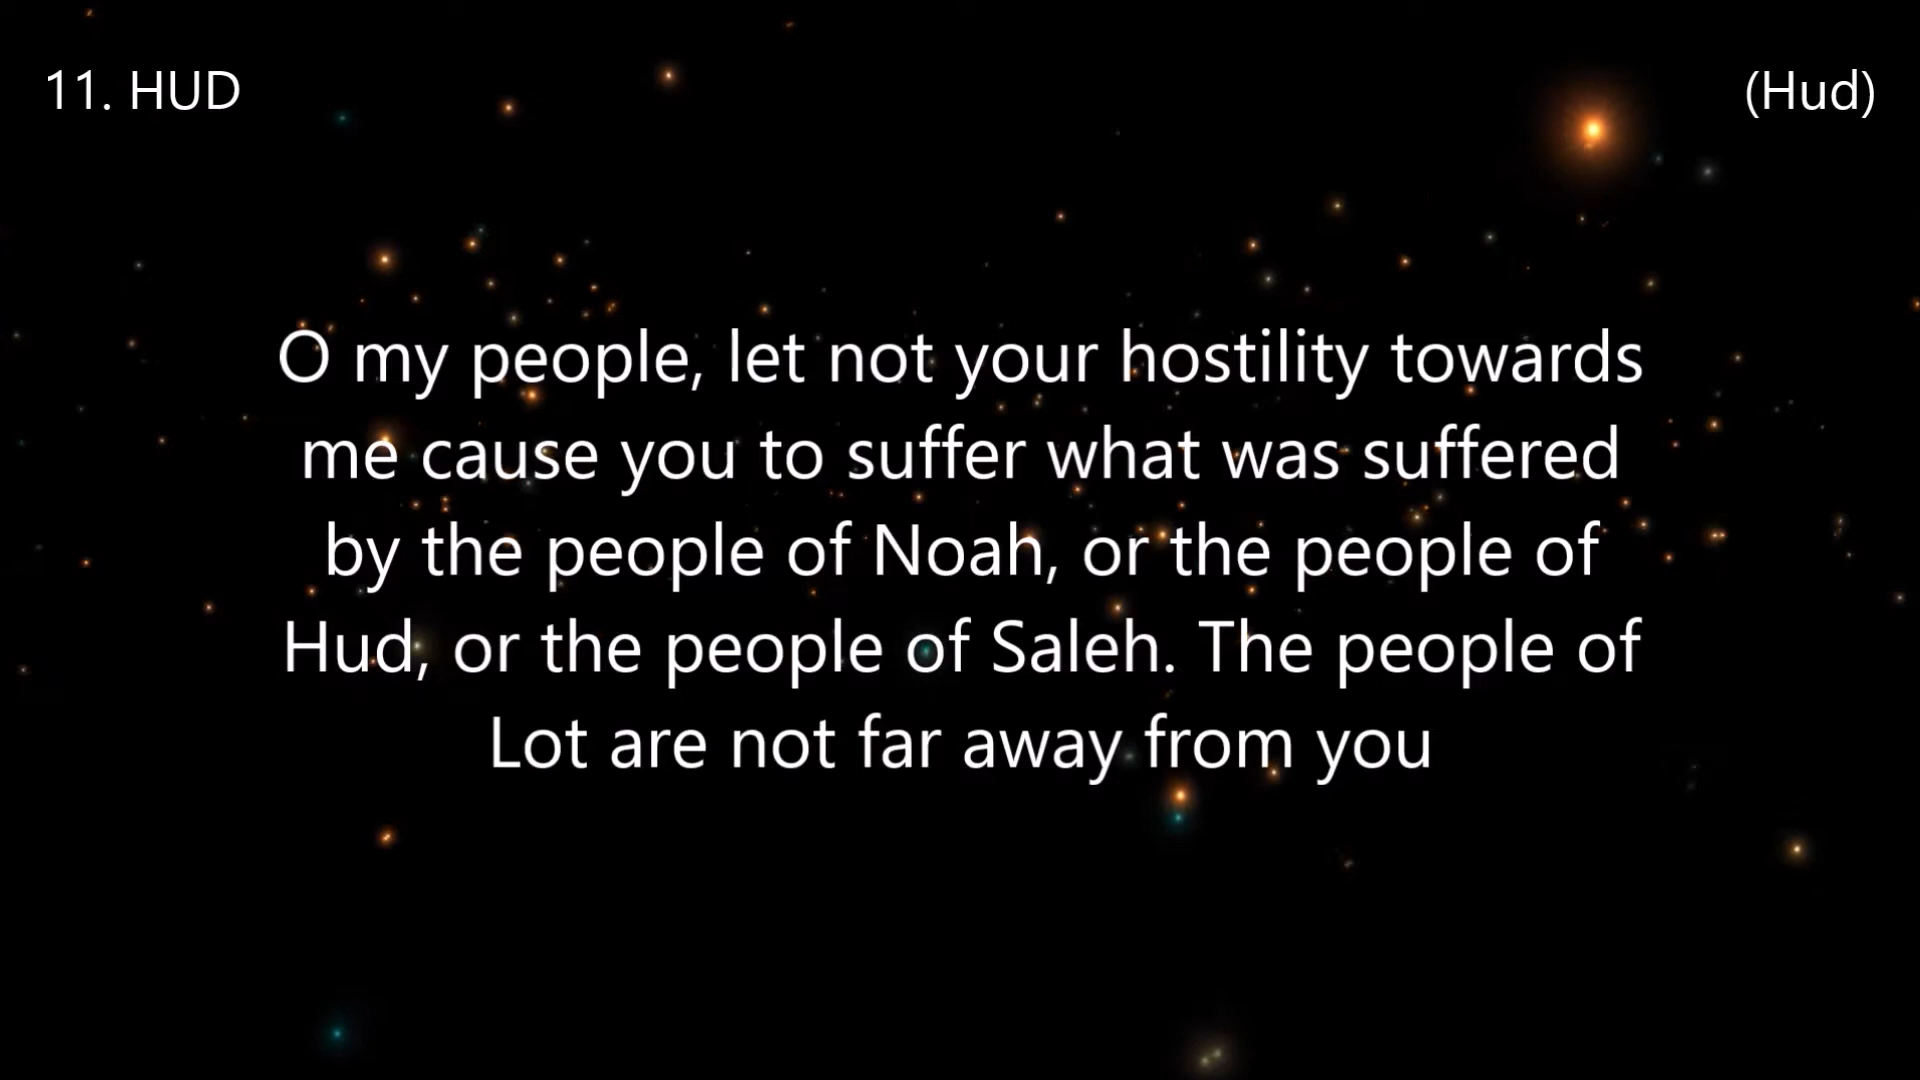 11. HUD
(Hud)
O my people, let not your hostility towards
me cause you to suffer what was suffered
by the people of Noah, or the people of
Hud, or the people of Saleh. The people of
Lot are not far away from you